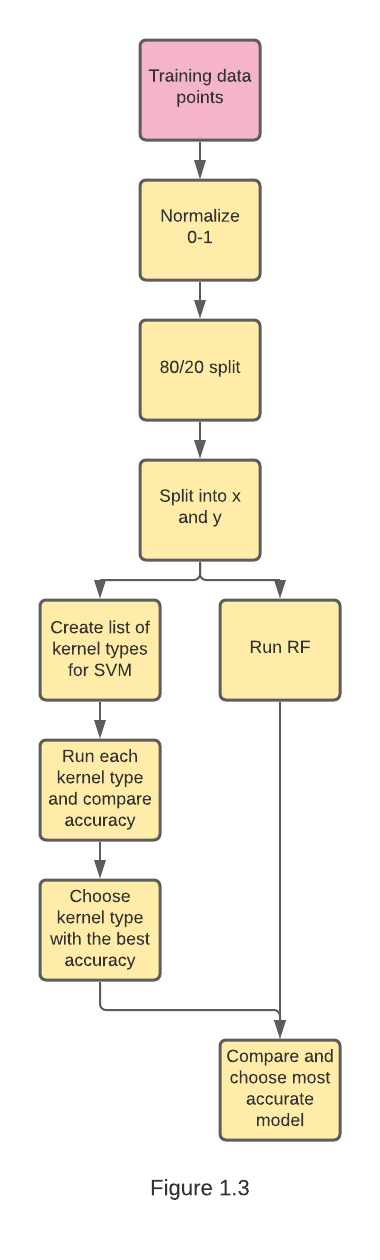 Training data
points
Normalize
0-1
80/20 split
Split into x
and y
Create list of
kernel types
for SVM
Run RF
Run each
kernel type
and compare
accuracy
Choose
kernel type
with the best
accuracy
Compare and
choose most
accurate
model
Figure 1.3